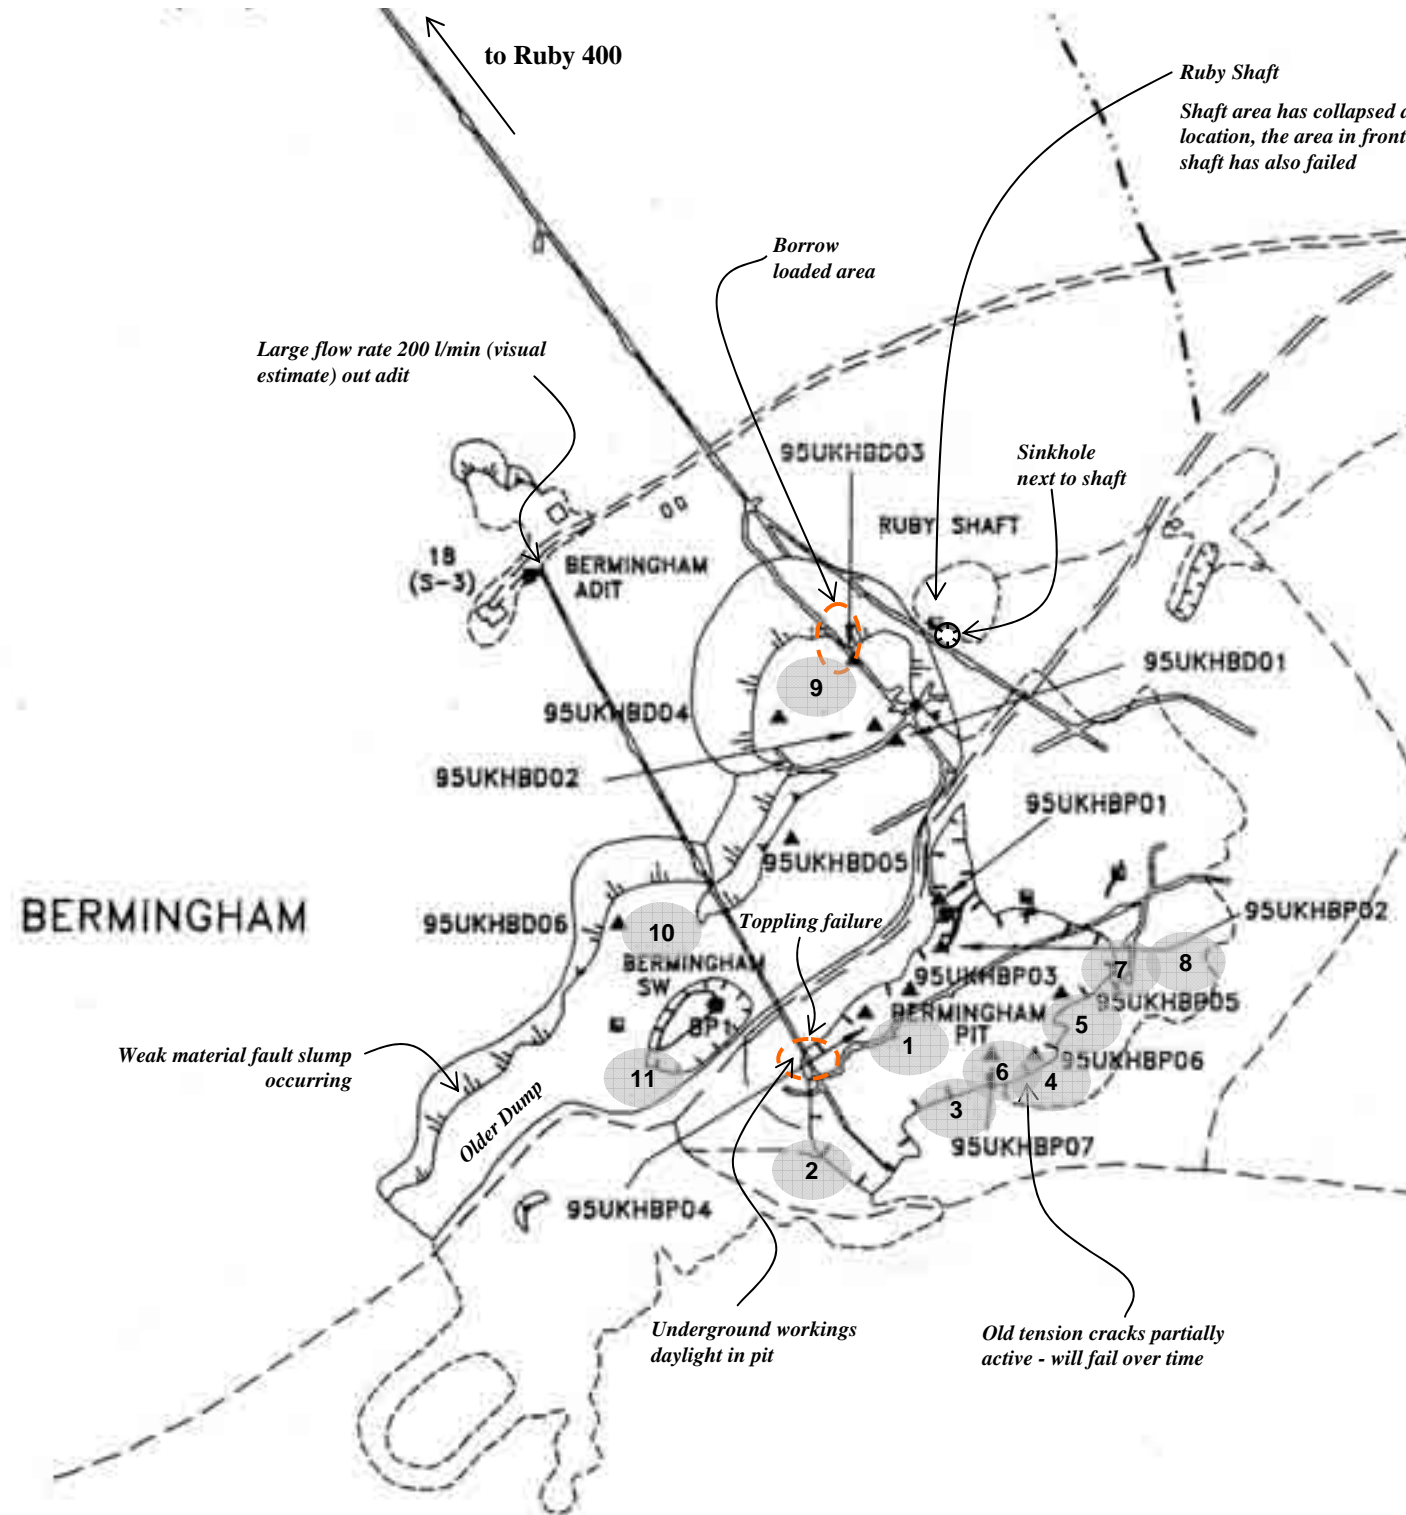 to Ruby 400
Ruby Shaft
Shaft area has collapsed
location, the area in front
shaft has also failed
Borrow
loaded area
Large flow rate 200 l/min (visual
estimate) out adit
95UKHBD03
Sinkhole
next to shaft
RUBY SHAFT
18
(S-3)
BERMINGHAM
ADIT
95UKHBD01
9
95UKHBD04
95UKHBD02
95UKHBP01
95UKHBD05
BERMINGHAM
95UKHBD06
10
Toppling failure
95UKHBP02
BERMINGHAM
SW
95UKHBP03
7
8
BP1
BERMINGHAM
PIT
95UKHBP05
5
1
Weak material fault slump
occurring
11
6
4
95UKHBP06
3
Older Dump
95UKHBP07
2
95UKHBP04
Underground workings
daylight in pit
Old tension cracks partially
active - will fail over time